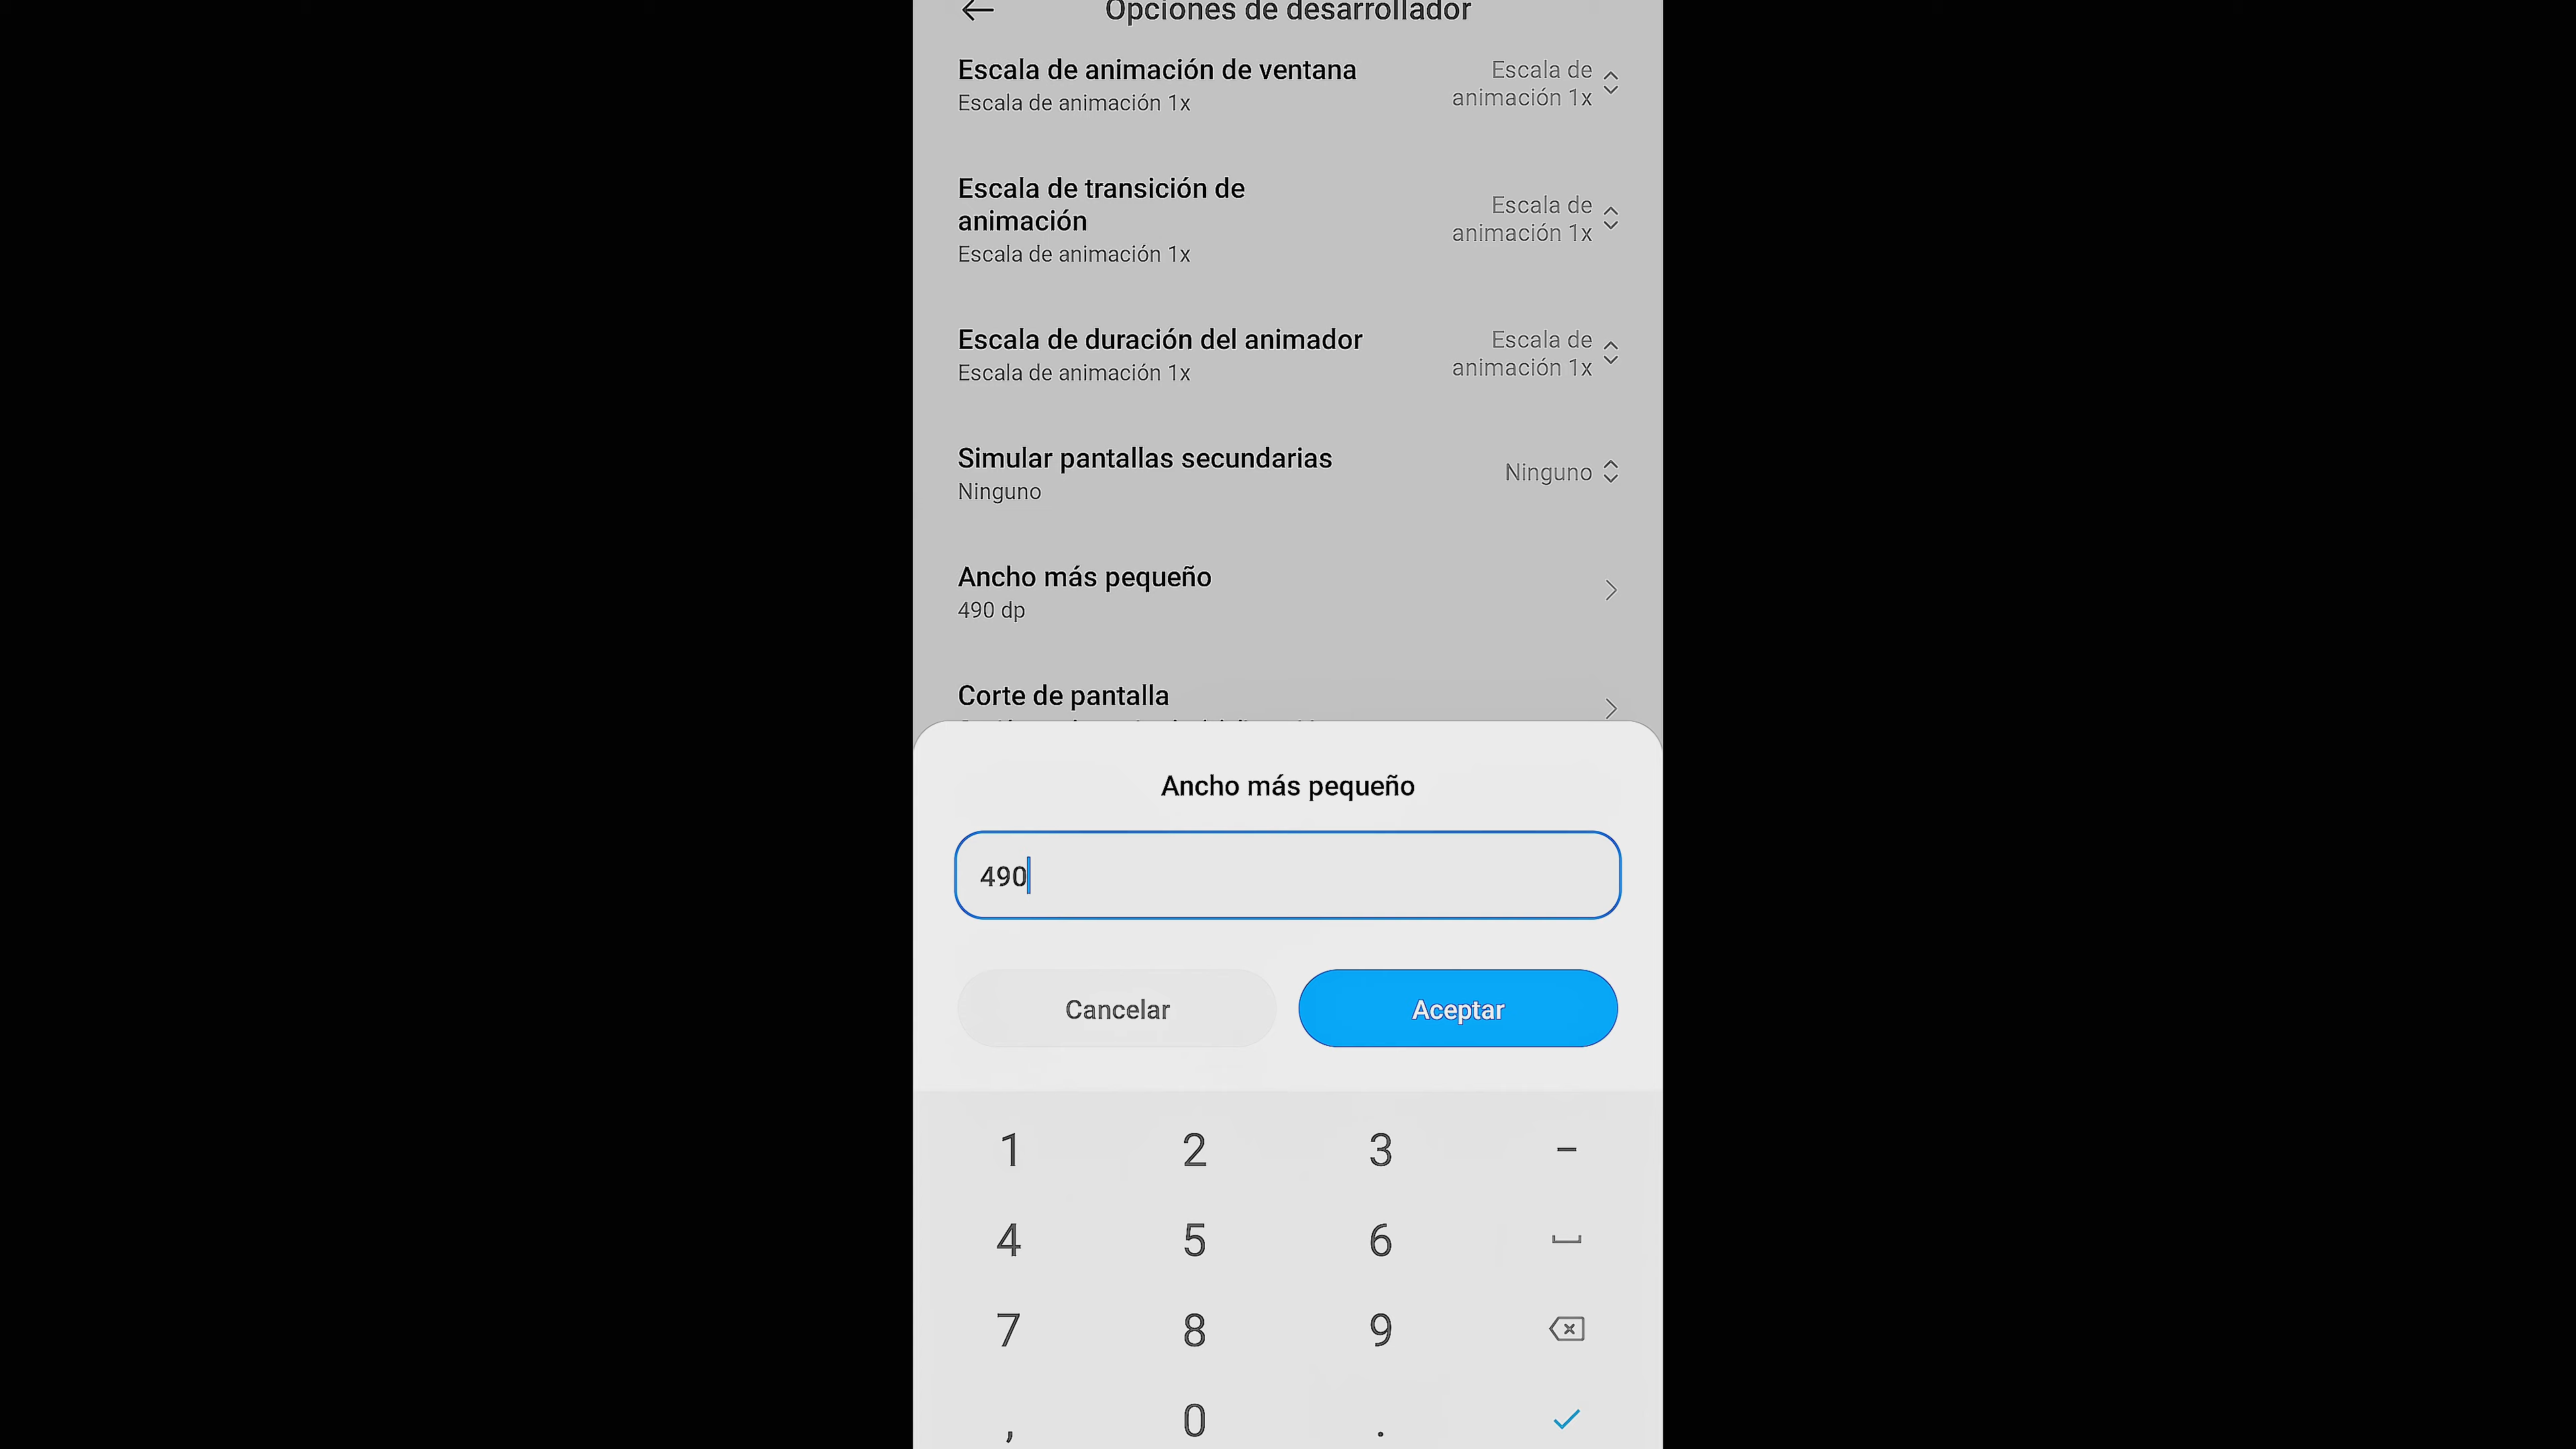 Opciones de desarrollador
Escala de animación de ventana
Escala de animación 1x
Escala de
animación 1x
Escala de transición de
animación
Escala de animación 1x
Escala de
animación 1x
Escala de duración del animador
Escala de animación 1x
Escala de
animación 1x
Simular pantallas secundarias
Ninguno
Ninguno
Ancho más pequeño
490 dp
Corte de pantalla
Ancho más pequeño
490
Cancelar
Aceptar
1 2 3 –
4 5 6
7 8 9
, 0 .